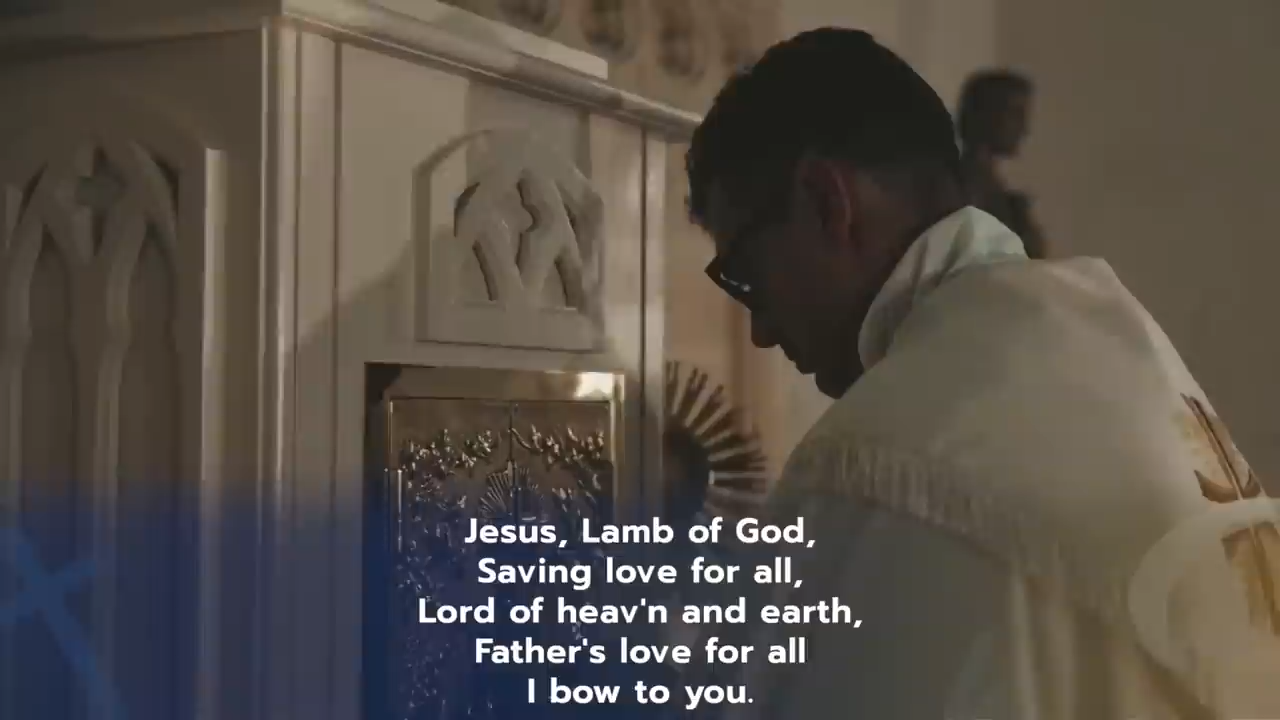 Jesus, Lamb of God,
Saving love for all,
Lord of heav'n and earth,
Father's love for all
I bow to you.